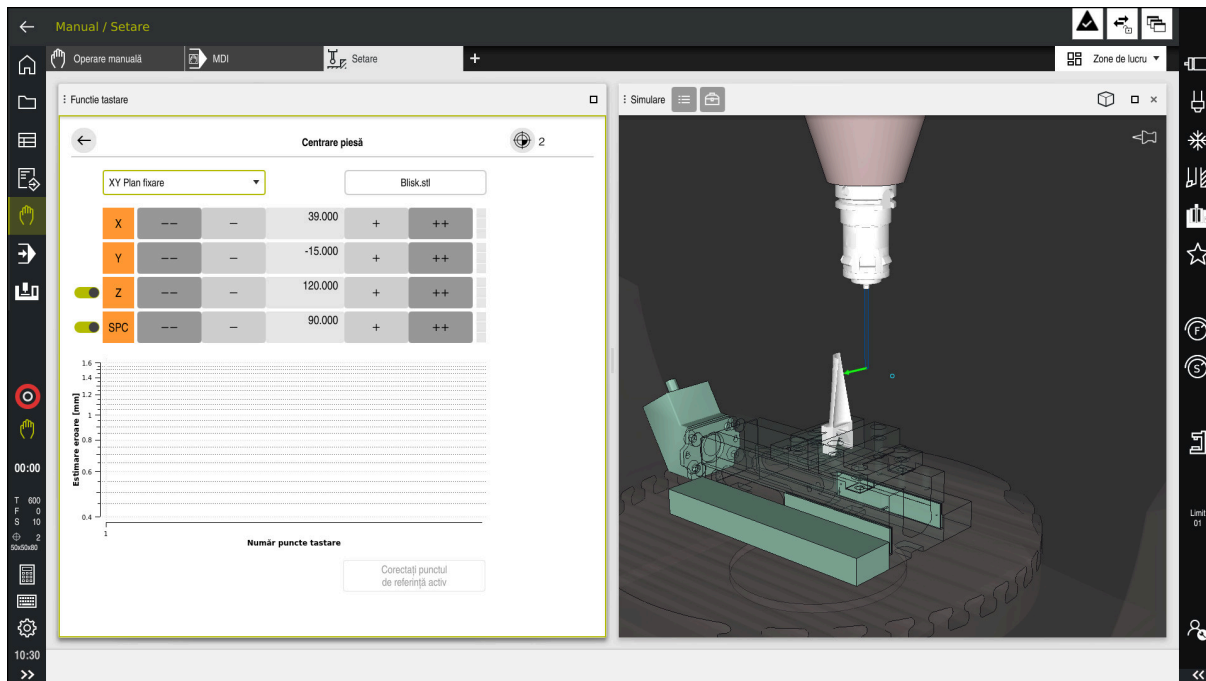 Manual / Setare
Operare manuală
MDI
Setare
+
Zone de lucru
Functie tastare
Centrare piesă
2
XY Plan fixare
Blisk.stl
X -- - 39.000 + ++
Y -- - -15.000 + ++
Z -- - 120.000 + ++
SPC -- - 90.000 + ++
Estimare eroare [mm]
1.6
1.4
1.2
1
0.8
0.6
0.4
1
Număr puncte tastare
Corectați punctul
de referință activ
Simulare
00:00
T 600
F 0
S 10
2
50x50x80
10:30
F
S
Limit
01